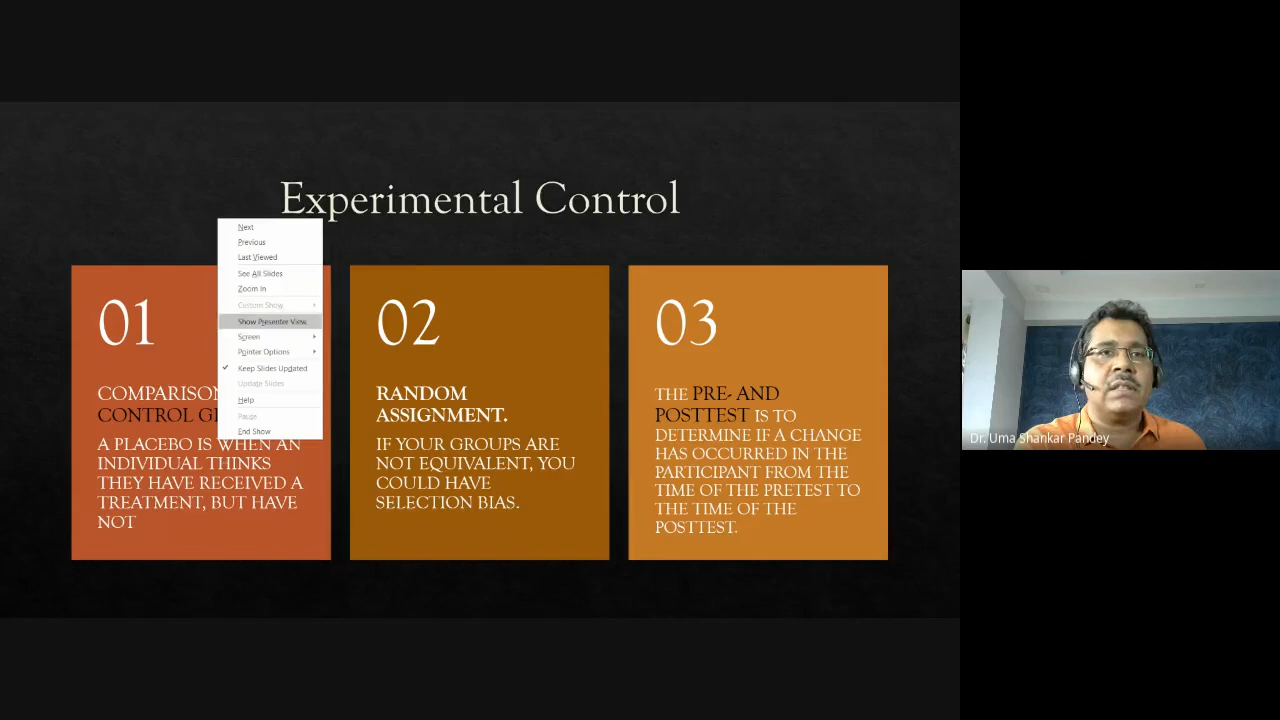 Experimental Control
Next
Previous
Last Viewed
See All Slides
Zoom In
Custom Show
Show Presenter View
Screen
Pointer Options
Keep Slides Updated
Update Slides
Help
Pause
End Show
01
COMPARISON
CONTROL
A PLACEBO IS WHEN AN
INDIVIDUAL THINKS
THEY HAVE RECEIVED A
TREATMENT, BUT HAVE
NOT
02
RANDOM
ASSIGNMENT.
IF YOUR GROUPS ARE
NOT EQUIVALENT, YOU
COULD HAVE
SELECTION BIAS.
03
THE PRE- AND
POSTTEST IS TO
DETERMINE IF A CHANGE
HAS OCCURRED IN THE
PARTICIPANT FROM THE
TIME OF THE PRETEST TO
THE TIME OF THE
POSTTEST.
Dr. Uma Shankar Pandey